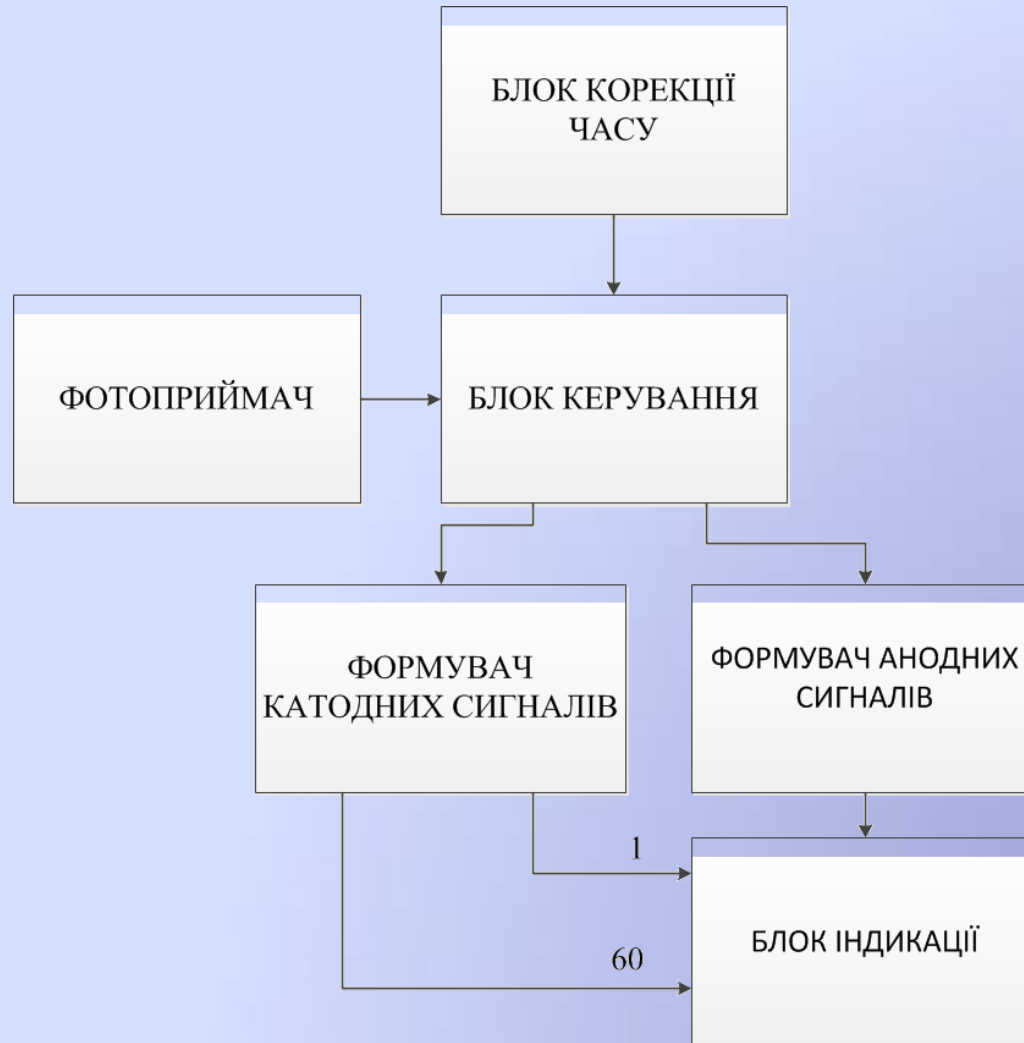 БЛОК КОРЕКЦІЇ
ЧАСУ
ФОТОПРИЙМАЧ
БЛОК КЕРУВАННЯ
ФОРМУВАЧ
КАТОДНИХ СИГНАЛІВ
ФОРМУВАЧ АНОДНИХ
СИГНАЛІВ
1
60
БЛОК ІНДИКАЦІЇ